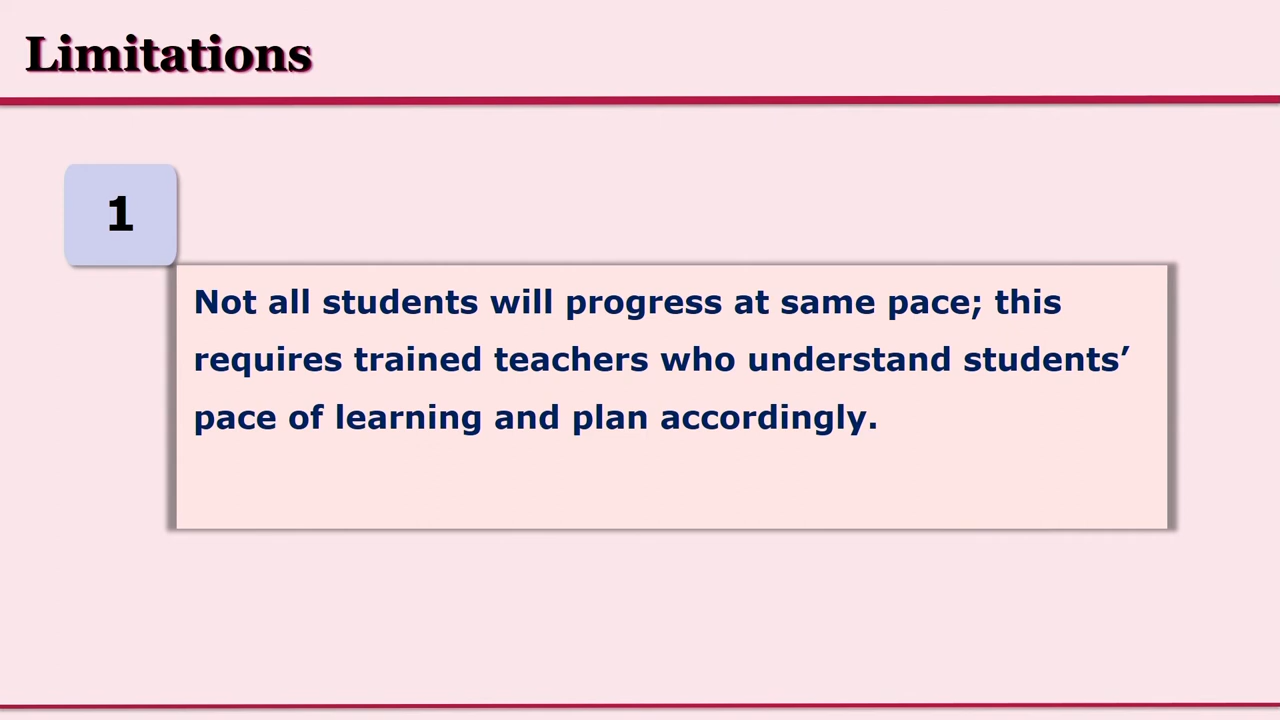 Limitations
1
Not all students will progress at same pace; this
requires trained teachers who understand students’
pace of learning and plan accordingly.